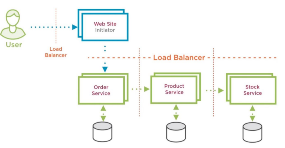 Web Site
Initiator
User
Load
Balancer
Load Balancer
Order
Service
Product
Service
Stock
Service